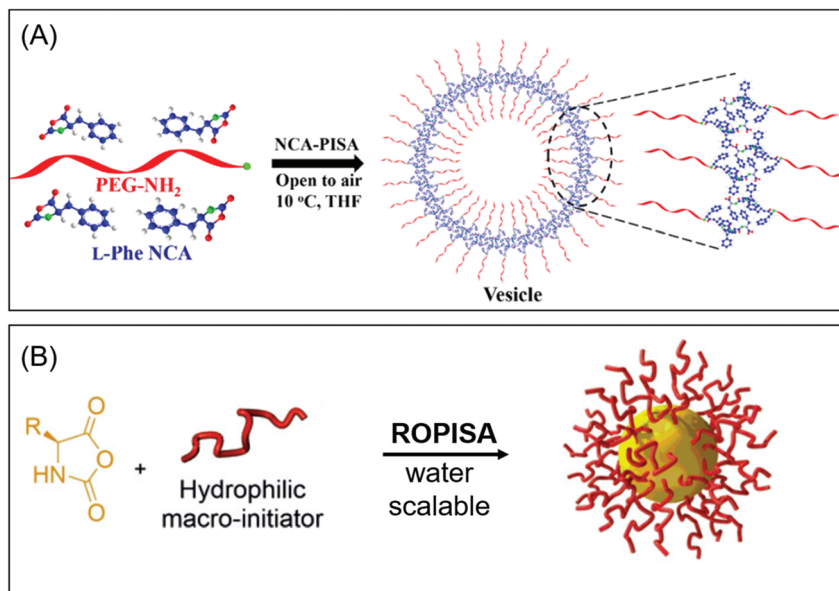 (A)
PEG-NH₂
L-Phe NCA
NCA-PISA
Open to air
10 °C, THF
Vesicle
(B)
R
O
O
HN
O
+
Hydrophilic
macro-initiator
ROPISA
water
scalable